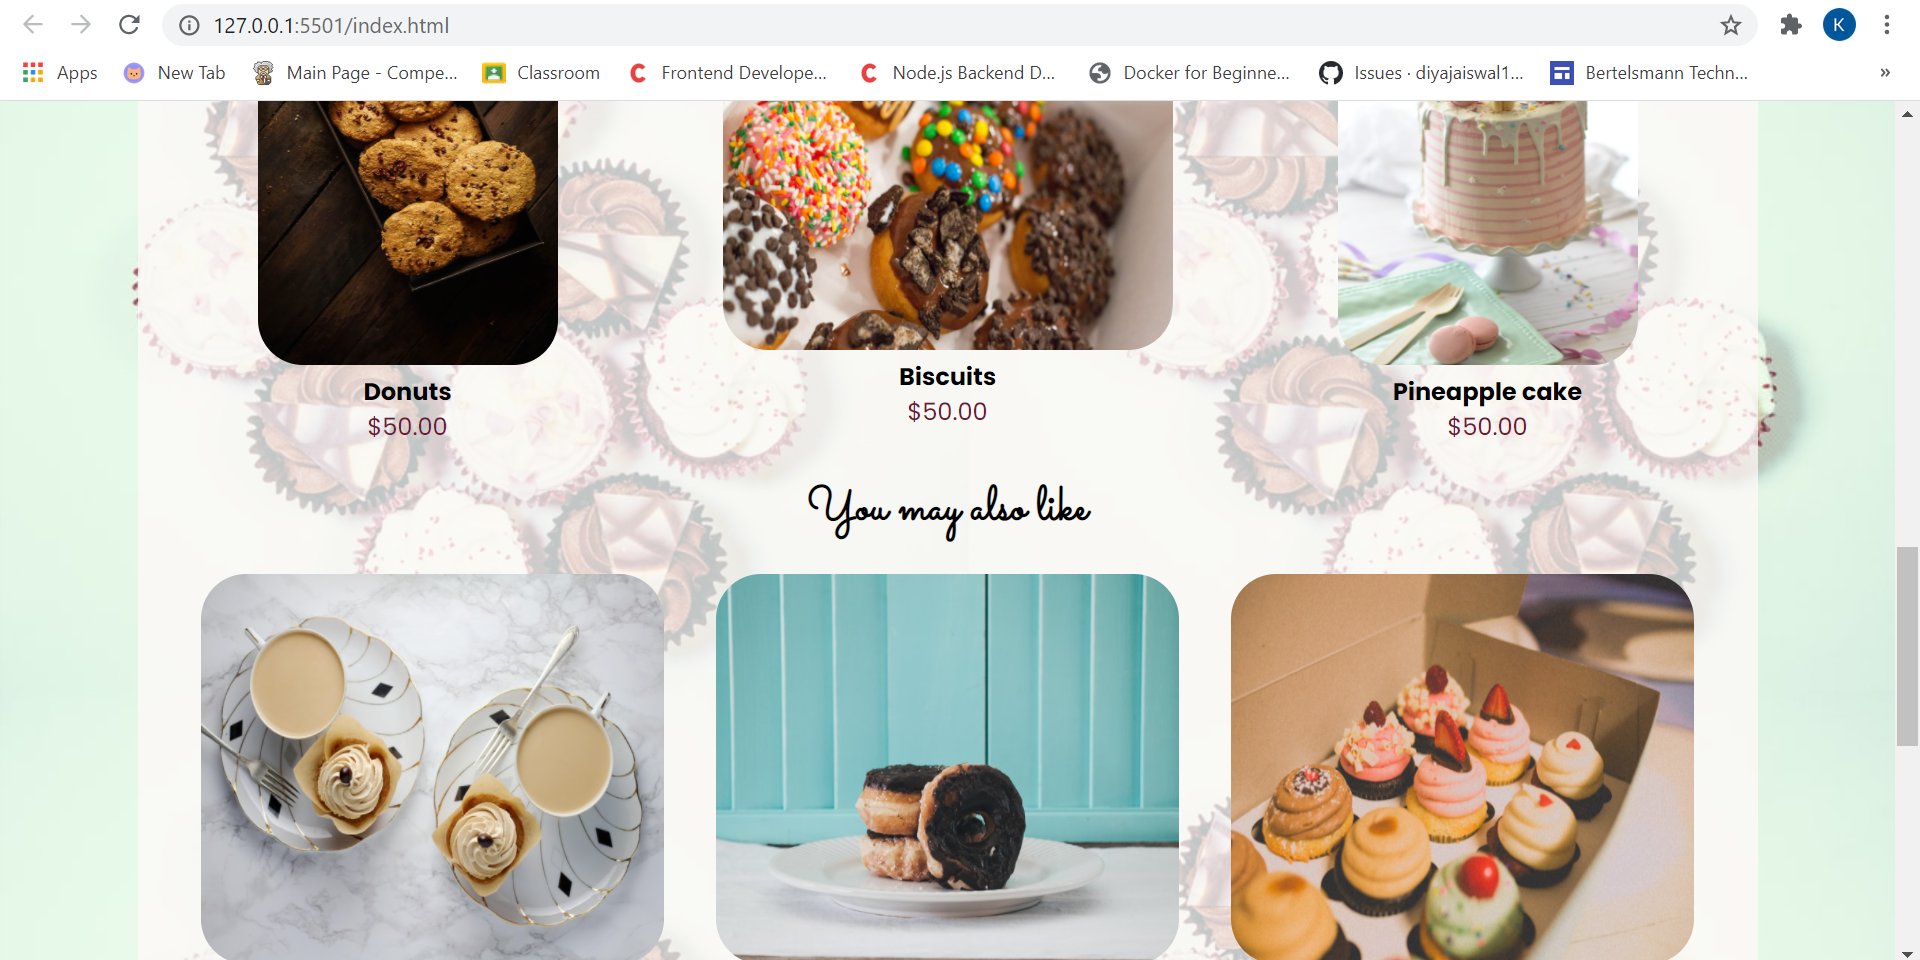 127.0.0.1:5501/index.html
K
Apps
New Tab
Main Page - Compe...
Classroom
Frontend Develope...
Node.js Backend D...
Docker for Beginne...
Issues · diyajaiswal1...
Bertelsmann Techn...
»
Donuts
$50.00
Biscuits
$50.00
Pineapple cake
$50.00
You may also like